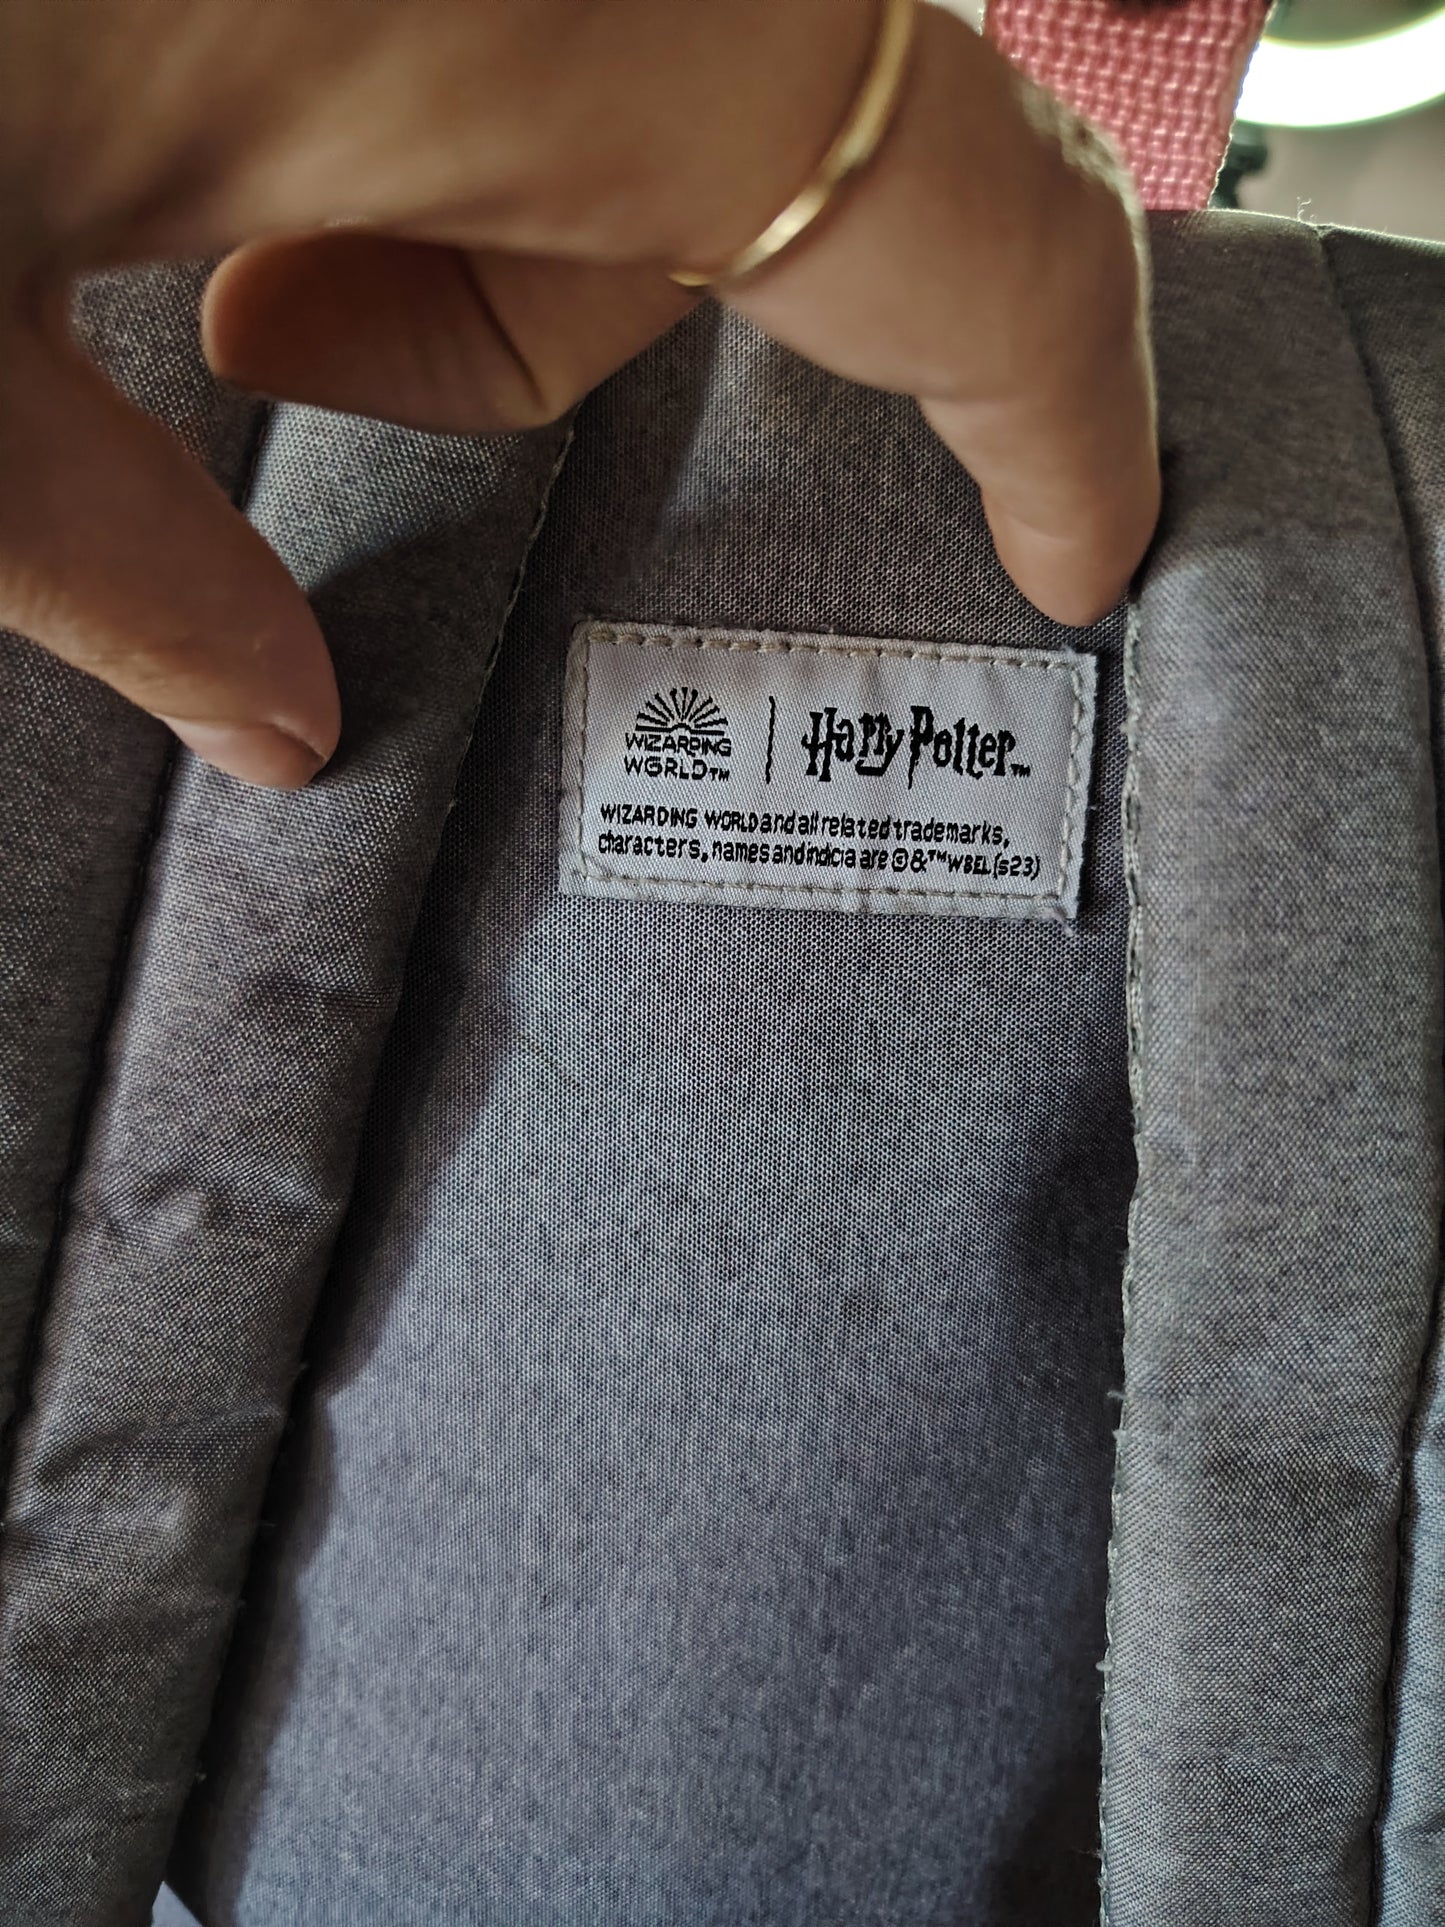 WIZARDING
WORLD™
Harry Potter™
WIZARDING WORLD and all related trademarks,
characters, names and indicia are © & ™ WBEI. (s23)